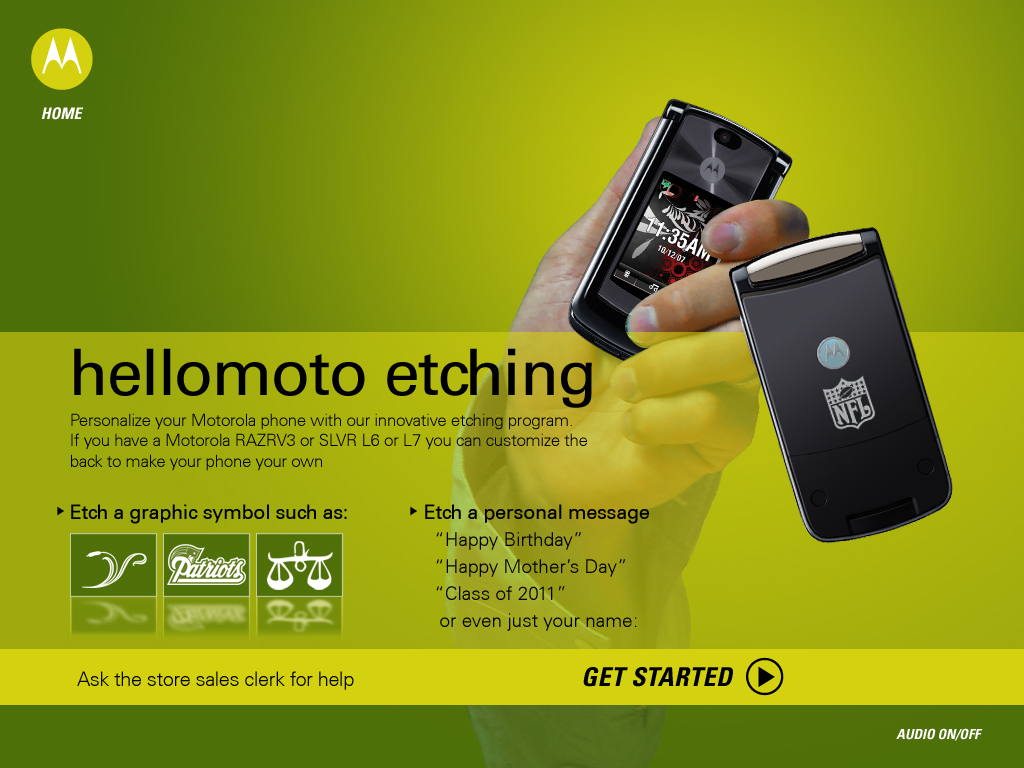 HOME
11:35AM
10/12/07
NFL
hellomoto etching
Personalize your Motorola phone with our innovative etching program.
If you have a Motorola RAZRV3 or SLVR L6 or L7 you can customize the
back to make your phone your own
Etch a graphic symbol such as:
Patriots
Etch a personal message
“Happy Birthday”
“Happy Mother’s Day”
“Class of 2011”
or even just your name:
Ask the store sales clerk for help
GET STARTED
AUDIO ON/OFF